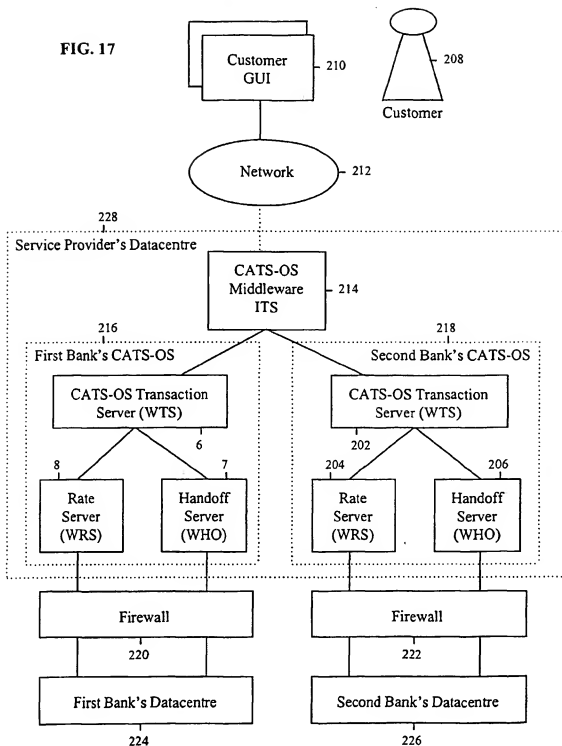 FIG. 17
Customer
GUI
210
208
Customer
Network
212
228
Service Provider's Datacentre
CATS-OS
Middleware
ITS
214
216
218
First Bank's CATS-OS
Second Bank's CATS-OS
CATS-OS Transaction
Server (WTS)
CATS-OS Transaction
Server (WTS)
6
202
8
7
204
206
Rate
Server
(WRS)
Handoff
Server
(WHO)
Rate
Server
(WRS)
Handoff
Server
(WHO)
Firewall
Firewall
220
222
First Bank's Datacentre
Second Bank's Datacentre
224
226